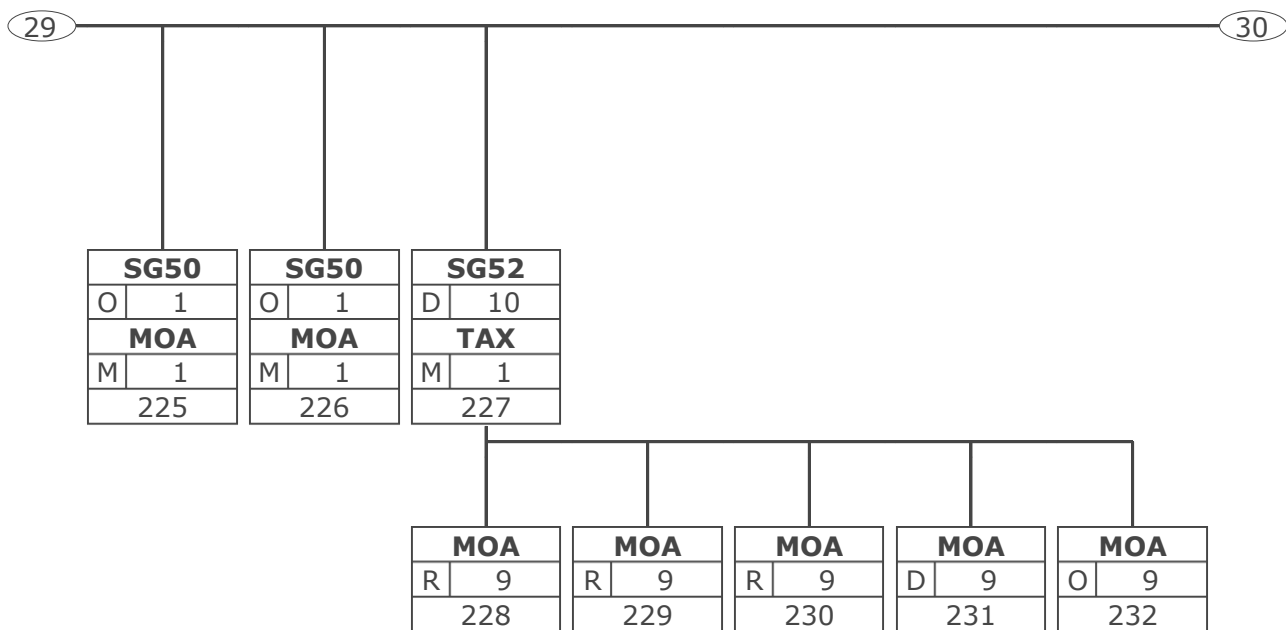 29 30
SG50 SG50 SG52
O 1 O 1 D 10
MOA MOA TAX
M 1 M 1 M 1
225 226 227
MOA MOA MOA MOA MOA
R 9 R 9 R 9 D 9 O 9
228 229 230 231 232